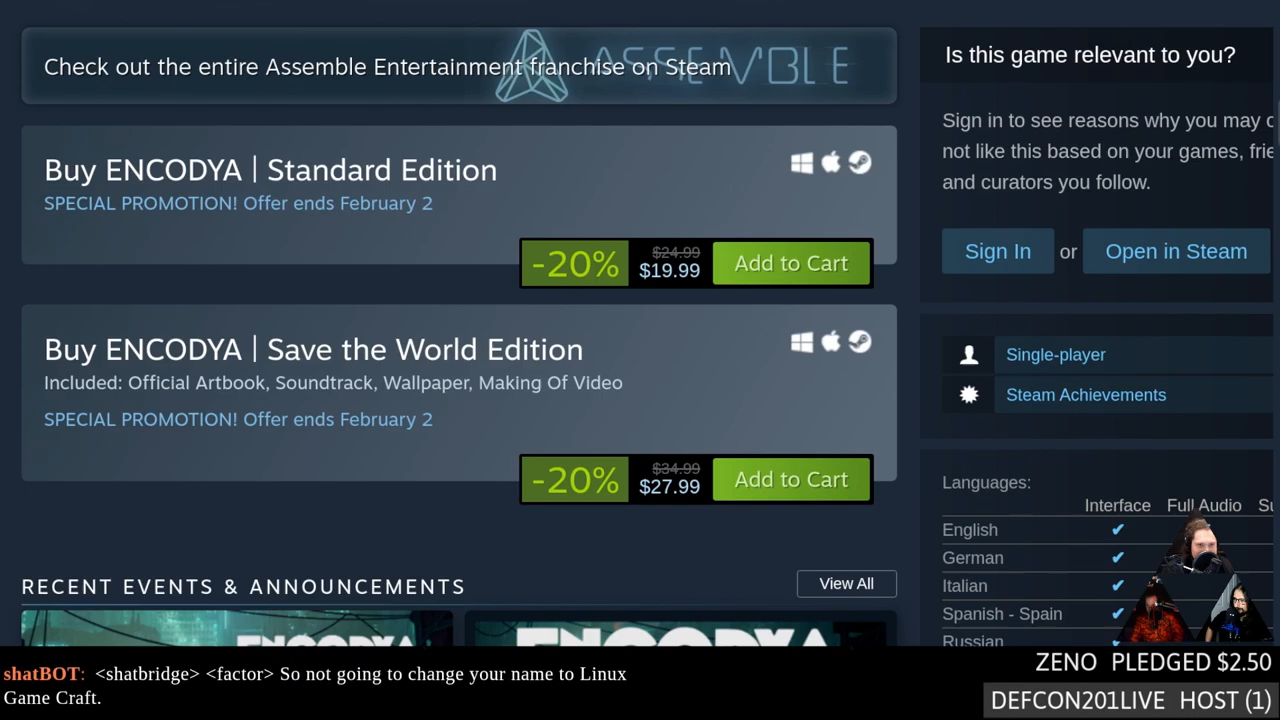 Check out the entire Assemble Entertainment franchise on Steam
ASSEMBLE
Is this game relevant to you?
Sign in to see reasons why you may o
not like this based on your games, frie
and curators you follow.
Sign In or Open in Steam
Buy ENCODYA | Standard Edition
SPECIAL PROMOTION! Offer ends February 2
-20% $24.99 $19.99 Add to Cart
Buy ENCODYA | Save the World Edition
Included: Official Artbook, Soundtrack, Wallpaper, Making Of Video
SPECIAL PROMOTION! Offer ends February 2
-20% $34.99 $27.99 Add to Cart
Single-player
Steam Achievements
Languages:
Interface Full Audio Su
English ✔
German ✔
Italian ✔
Spanish - Spain ✔
Russian
RECENT EVENTS & ANNOUNCEMENTS
View All
ENCODYA
ENCODYA
shatBOT: <shatbridge> <factor> So not going to change your name to Linux
Game Craft.
ZENO PLEDGED $2.50
DEFCON201LIVE HOST (1)